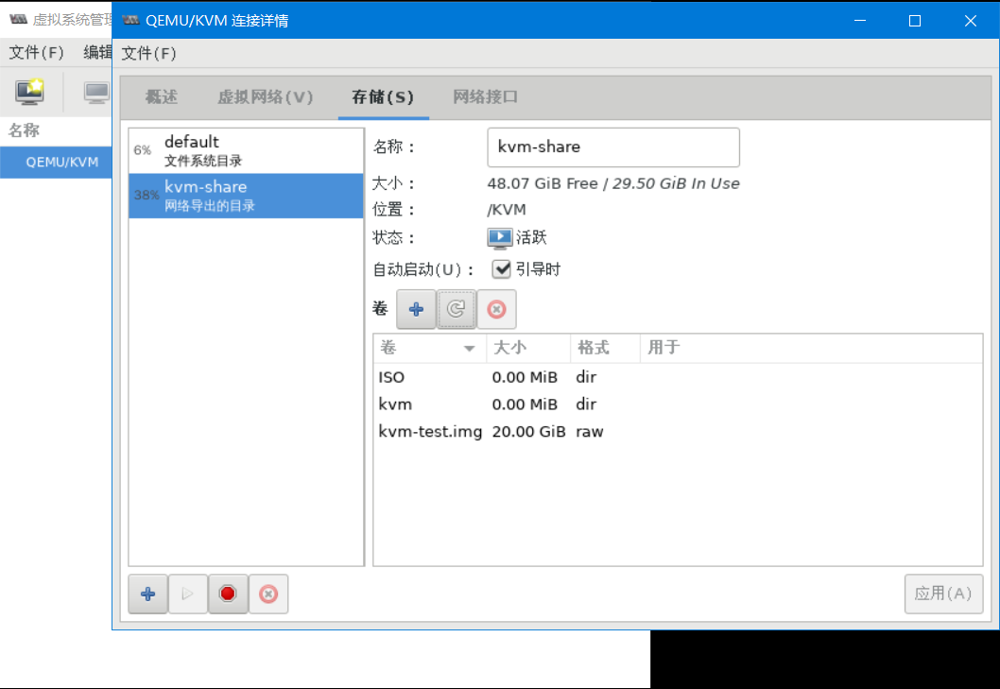 虚拟系统管理
QEMU/KVM 连接详情
文件(F) 编辑
文件(F)
概述 虚拟网络(V) 存储(S) 网络接口
名称
QEMU/KVM
6% default
文件系统目录
38% kvm-share
网络导出的目录
名称： kvm-share
大小： 48.07 GiB Free / 29.50 GiB In Use
位置： /KVM
状态： 活跃
自动启动(U)： 引导时
卷
卷 大小 格式 用于
ISO 0.00 MiB dir
kvm 0.00 MiB dir
kvm-test.img 20.00 GiB raw
应用(A)